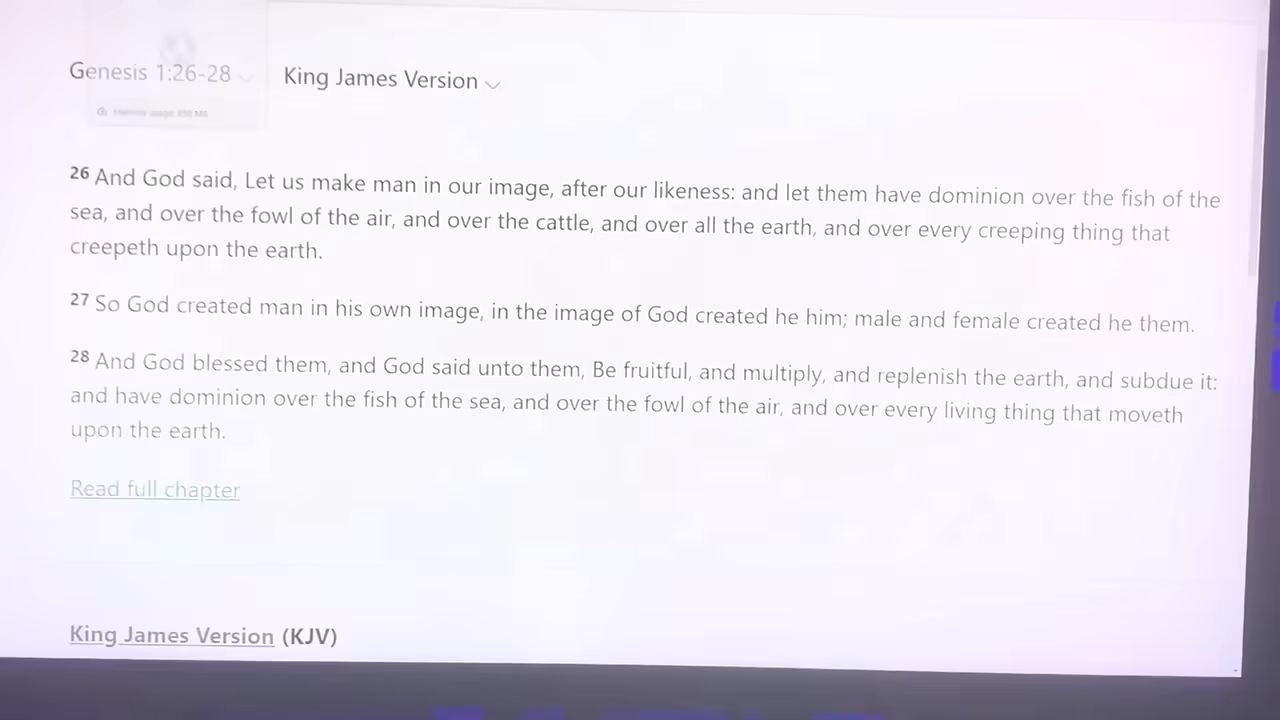 Genesis 1:26-28
King James Version
Memory usage: 898 MB
26 And God said, Let us make man in our image, after our likeness: and let them have dominion over the fish of the
sea, and over the fowl of the air, and over the cattle, and over all the earth, and over every creeping thing that
creepeth upon the earth.
27 So God created man in his own image, in the image of God created he him; male and female created he them.
28 And God blessed them, and God said unto them, Be fruitful, and multiply, and replenish the earth, and subdue it:
and have dominion over the fish of the sea, and over the fowl of the air, and over every living thing that moveth
upon the earth.
Read full chapter
King James Version (KJV)